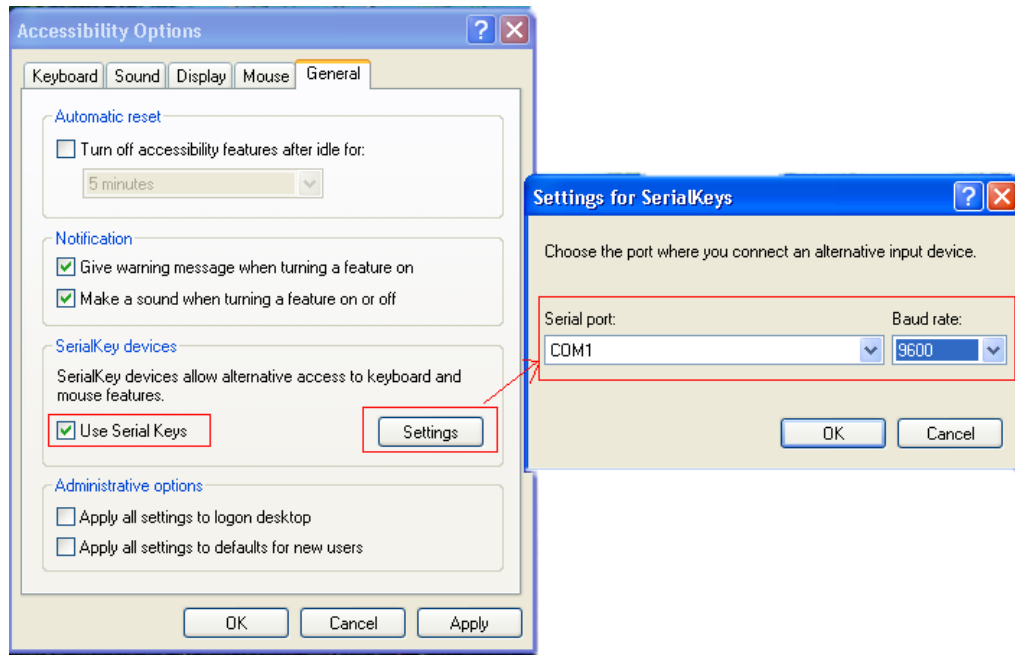 Accessibility Options
Keyboard Sound Display Mouse General
Automatic reset
Turn off accessibility features after idle for:
5 minutes
Notification
Give warning message when turning a feature on
Make a sound when turning a feature on or off
SerialKey devices
SerialKey devices allow alternative access to keyboard and
mouse features.
Use Serial Keys
Settings
Administrative options
Apply all settings to logon desktop
Apply all settings to defaults for new users
OK Cancel Apply
Settings for SerialKeys
Choose the port where you connect an alternative input device.
Serial port: Baud rate:
COM1 9600
OK Cancel